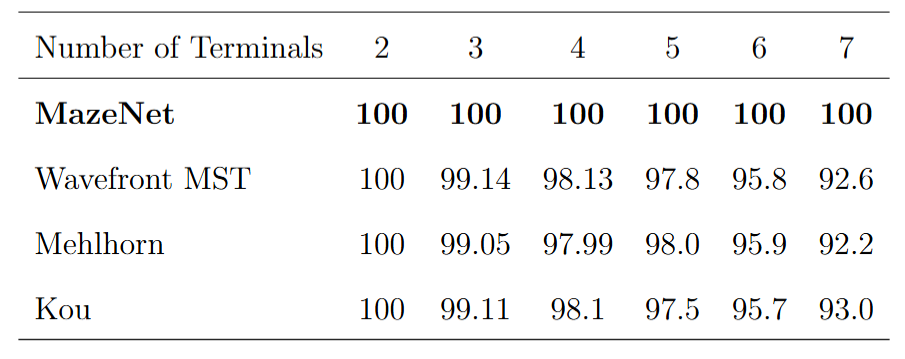 Number of Terminals 2 3 4 5 6 7
MazeNet 100 100 100 100 100 100
Wavefront MST 100 99.14 98.13 97.8 95.8 92.6
Mehlhorn 100 99.05 97.99 98.0 95.9 92.2
Kou 100 99.11 98.1 97.5 95.7 93.0